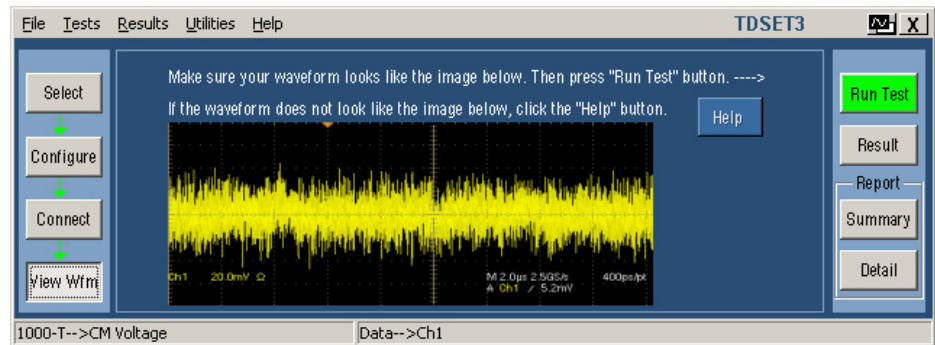 File Tests Results Utilities Help TDSET3 X
Make sure your waveform looks like the image below. Then press "Run Test" button. ---->
If the waveform does not look like the image below, click the "Help" button.
Help
Select
Configure
Connect
View Wfm
Ch1 20.0mV Ω M 2.0µs 2.5GS/s 400ps/pt
A Ch1 / 5.2mV
Run Test
Result
Report
Summary
Detail
1000-T-->CM Voltage Data-->Ch1